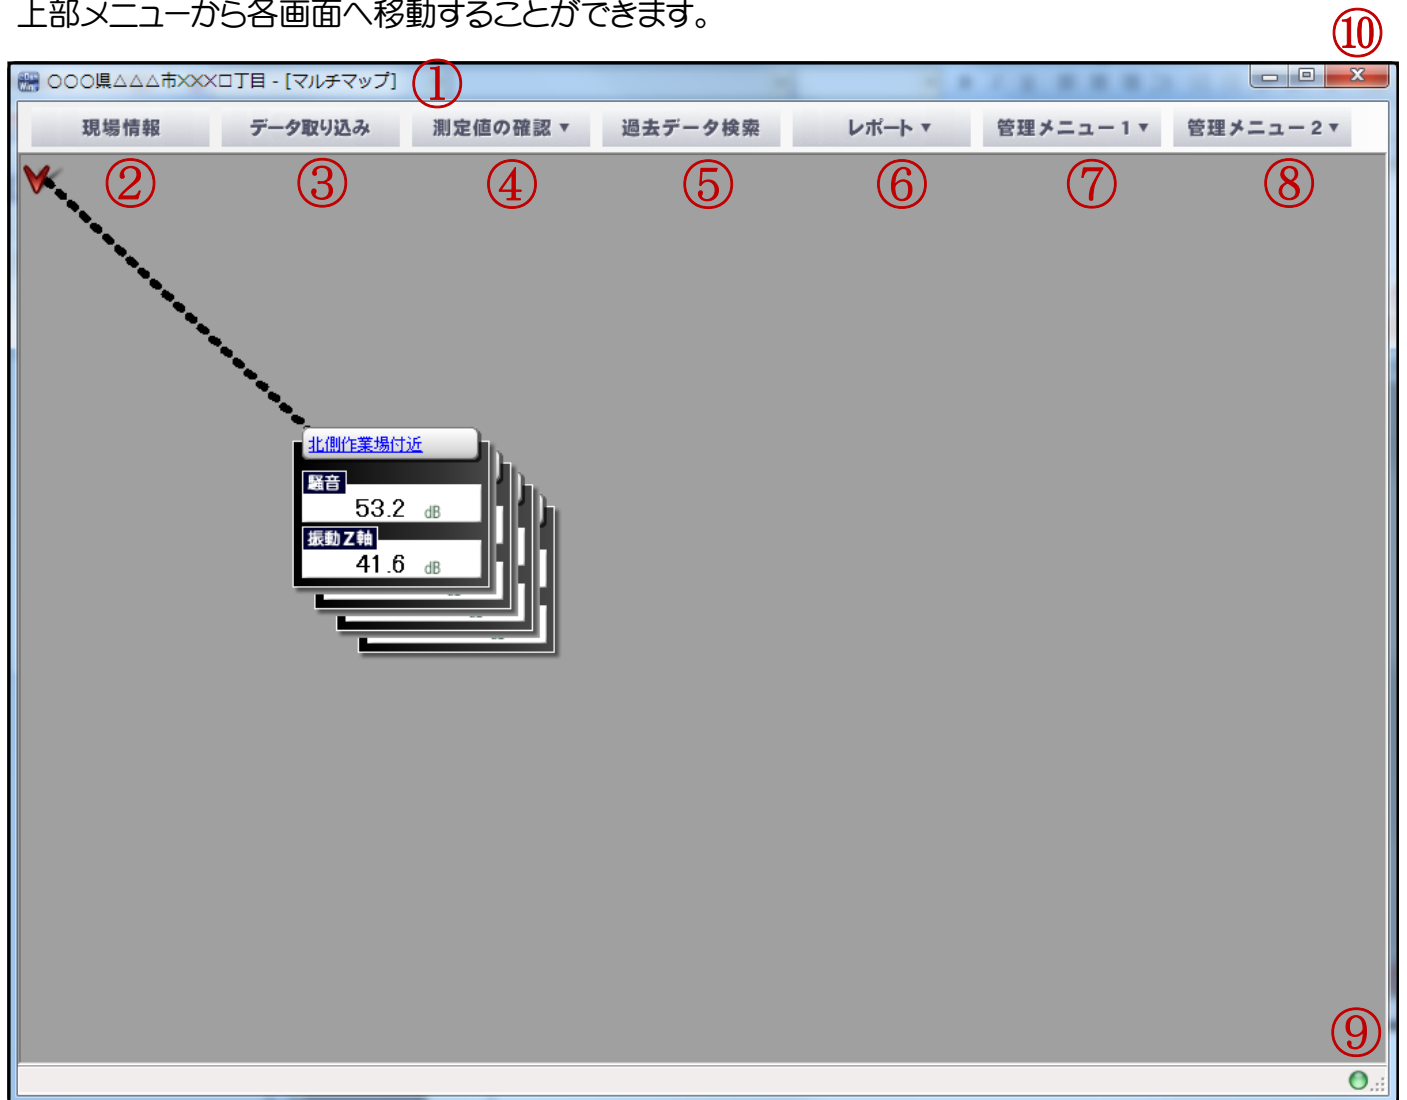 上部メニューから各画面へ移動することができます。
⑩
○○○県△△△市×××ロ丁目 - [マルチマップ] ①
現場情報 データ取り込み 測定値の確認 ▼ 過去データ検索 レポート ▼ 管理メニュー 1 ▼ 管理メニュー 2 ▼
② ③ ④ ⑤ ⑥ ⑦ ⑧
北側作業場付近
騒音
53.2 dB
振動Z軸
41.6 dB
⑨